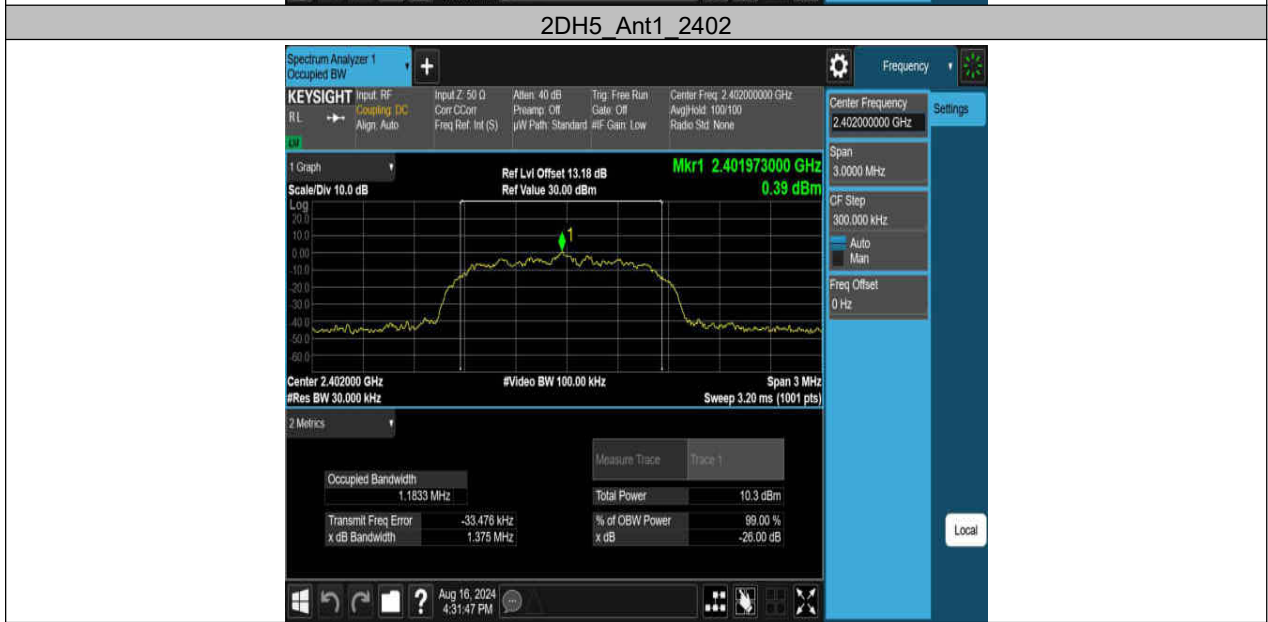 2DH5_Ant1_2402
Spectrum Analyzer 1
Occupied BW
+
Frequency
KEYSIGHT
R L
LM
Input: RF
Coupling: DC
Align: Auto
Input Z: 50 Ω
Corr CCorr
Freq Ref: Int (S)
Atten: 40 dB
Preamp: Off
µW Path: Standard
Trig: Free Run
Gate: Off
#IF Gain: Low
Center Freq: 2.402000000 GHz
Avg|Hold: 100/100
Radio Std: None
Center Frequency
2.402000000 GHz
Settings
Span
3.0000 MHz
CF Step
300.000 kHz
Auto
Man
Freq Offset
0 Hz
Local
1 Graph
Scale/Div 10.0 dB
Ref Lvl Offset 13.18 dB
Ref Value 30.00 dBm
Mkr1 2.401973000 GHz
0.39 dBm
Log
20.0
10.0
0.00
-10.0
-20.0
-30.0
-40.0
-50.0
-60.0
1
Center 2.402000 GHz
#Video BW 100.00 kHz
Span 3 MHz
#Res BW 30.000 kHz
Sweep 3.20 ms (1001 pts)
2 Metrics
Measure Trace
Trace 1
Occupied Bandwidth
1.1833 MHz
Total Power
10.3 dBm
Transmit Freq Error
-33.476 kHz
% of OBW Power
99.00 %
x dB Bandwidth
1.375 MHz
x dB
-26.00 dB
?
Aug 16, 2024
4:31:47 PM